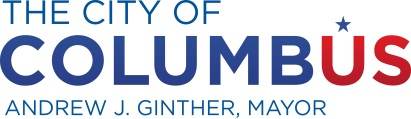 THE CITY OF
COLUMBUS
ANDREW J. GINTHER, MAYOR